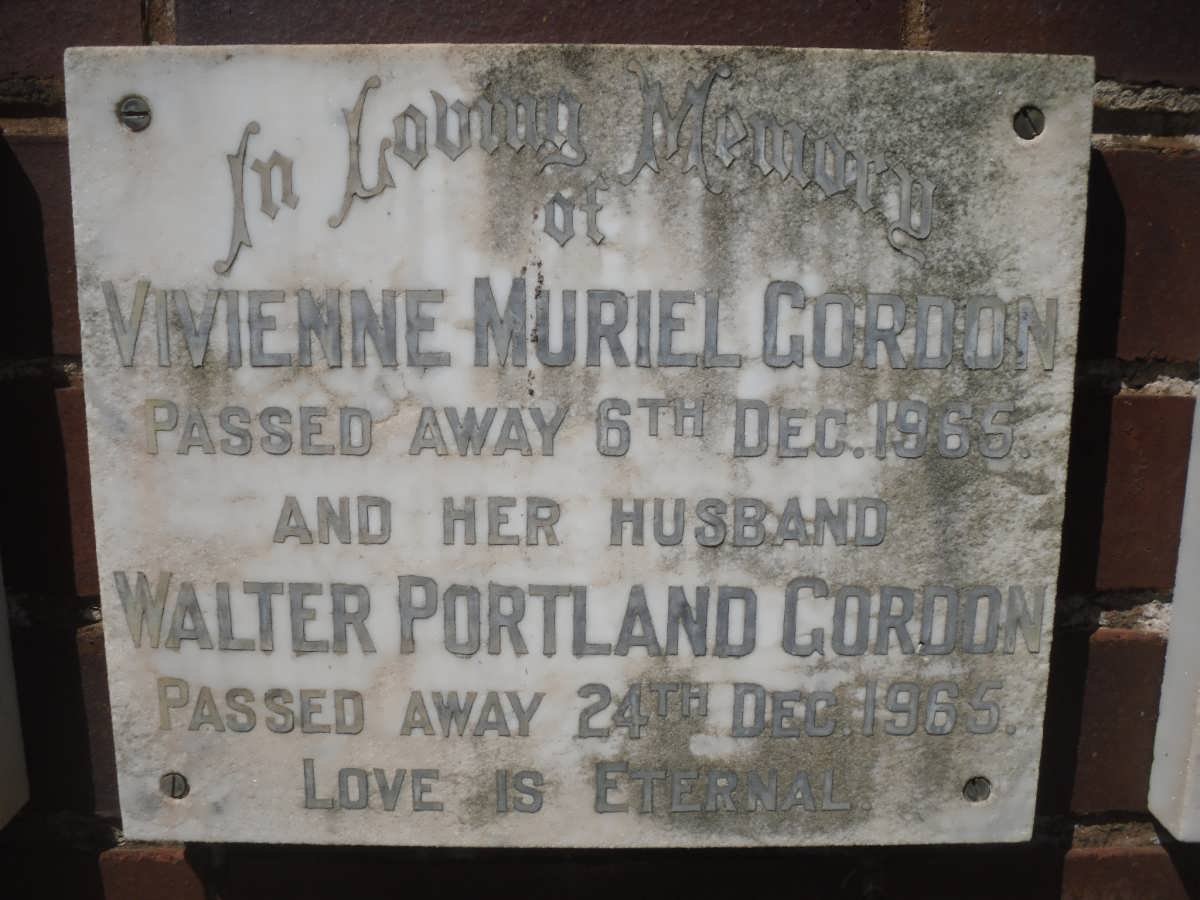 In Loving Memory
of
VIVIENNE MURIEL GORDON
PASSED AWAY 6TH DEC. 1965.
AND HER HUSBAND
WALTER PORTLAND GORDON
PASSED AWAY 24TH DEC. 1965.
LOVE IS ETERNAL.